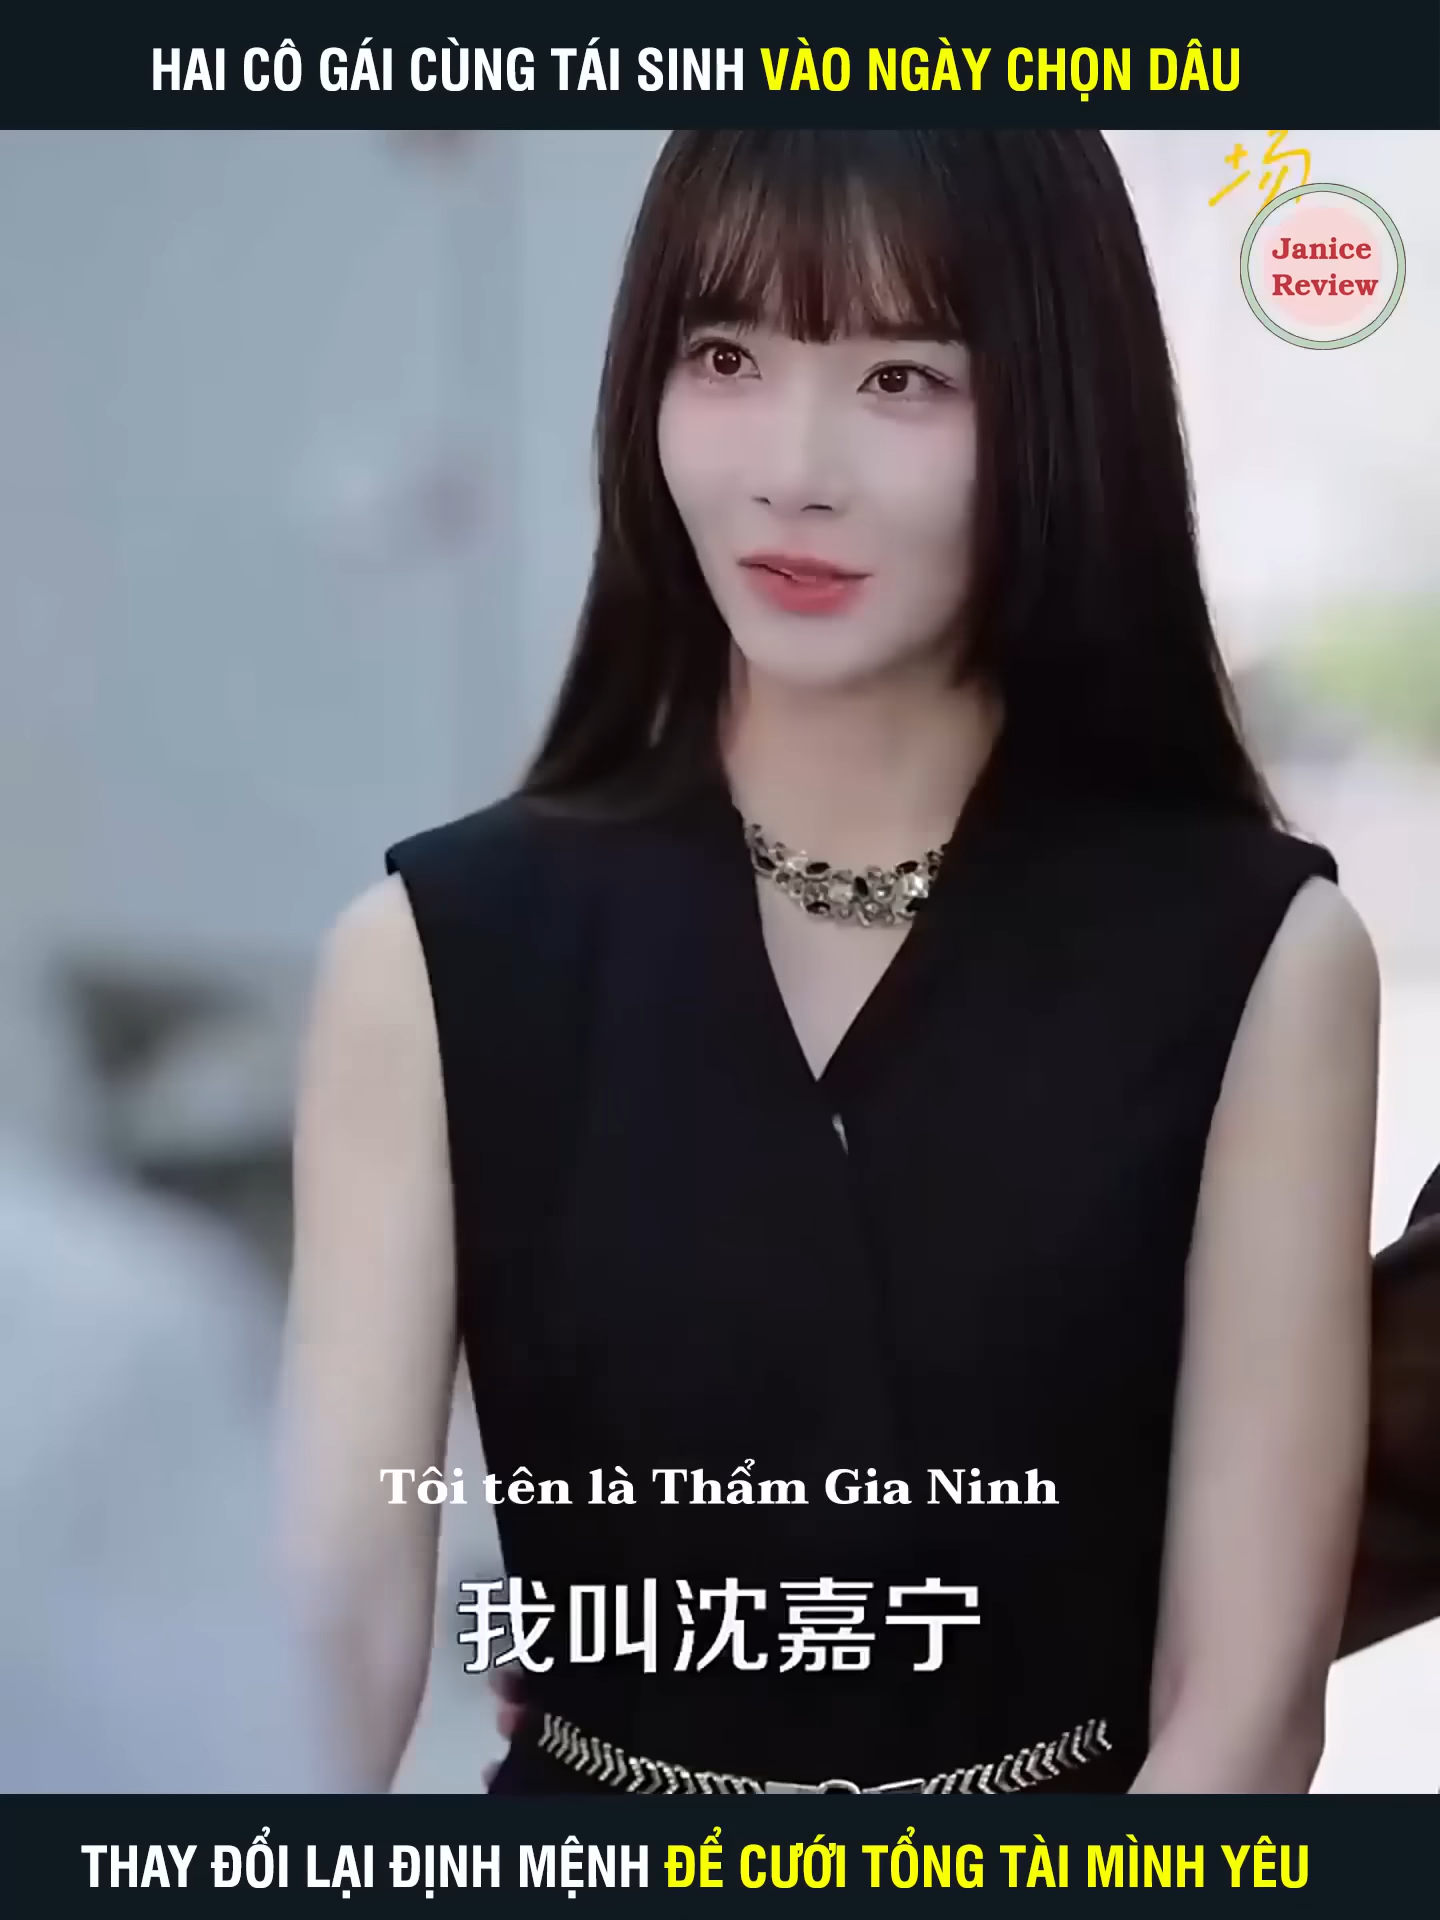 HAI CÔ GÁI CÙNG TÁI SINH VÀO NGÀY CHỌN DÂU
场
Janice
Review
Tôi tên là Thẩm Gia Ninh
我叫沈嘉宁
THAY ĐỔI LẠI ĐỊNH MỆNH ĐỂ CƯỚI TỔNG TÀI MÌNH YÊU